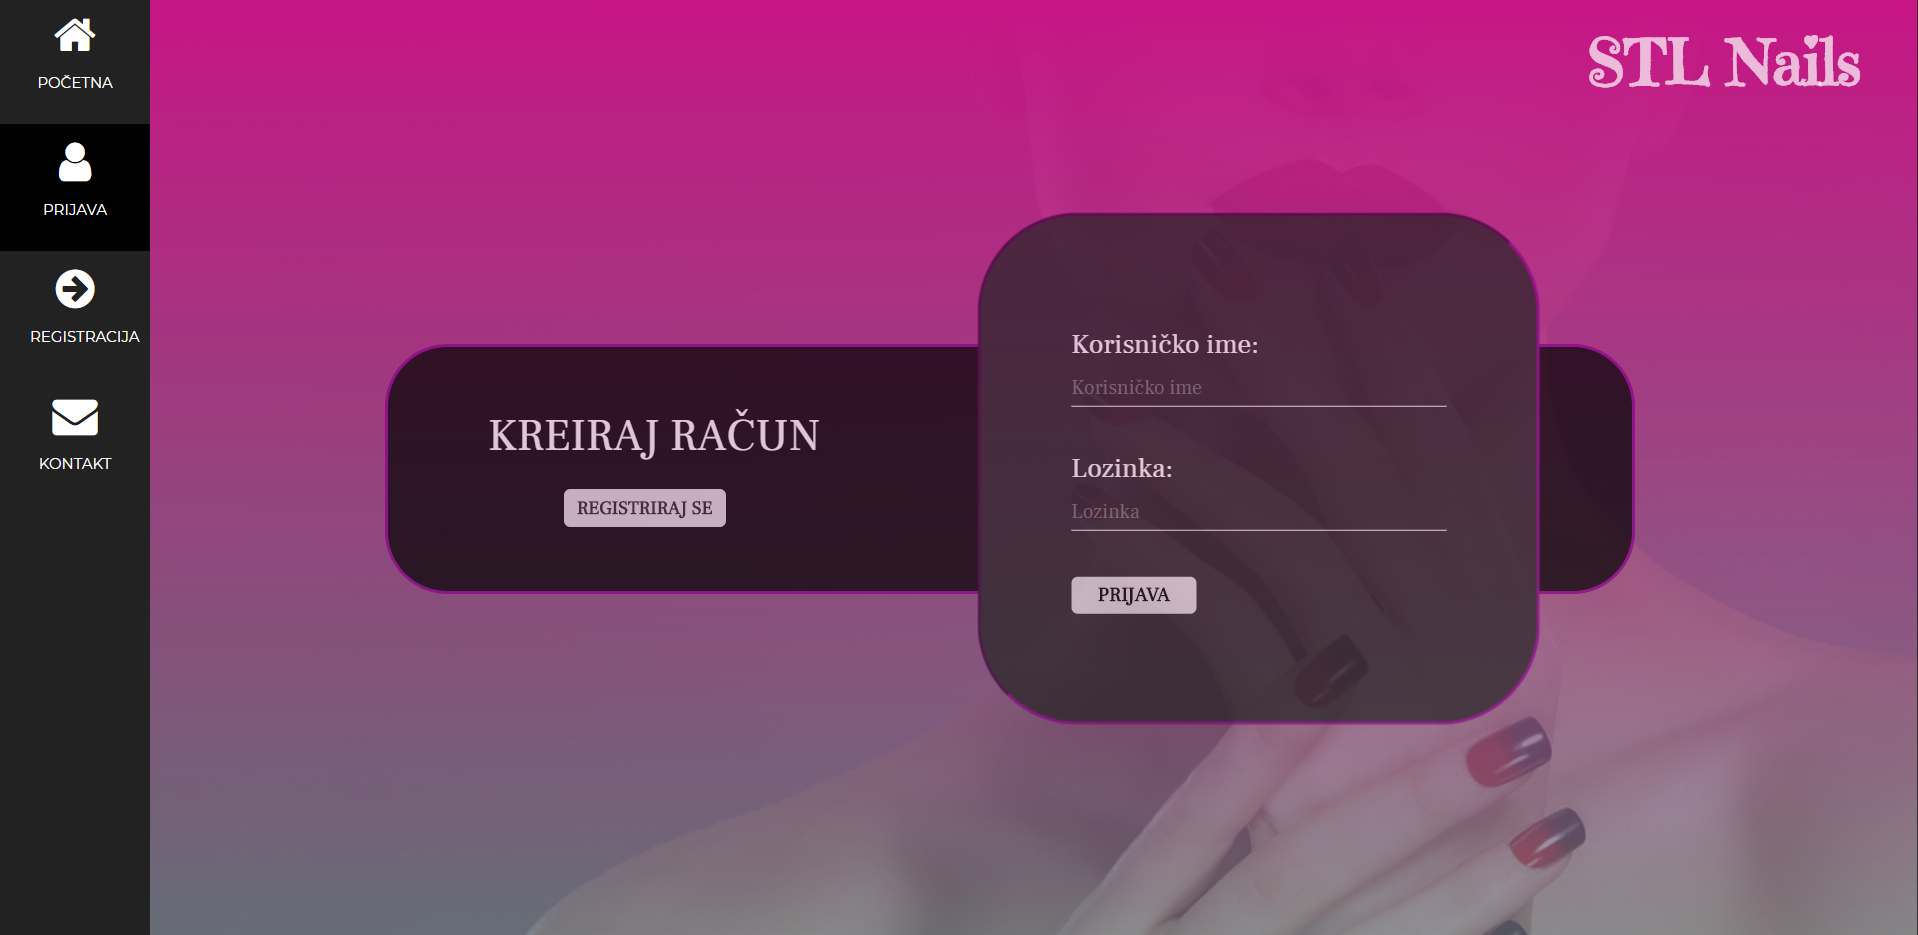 POČETNA
PRIJAVA
REGISTRACIJA
KONTAKT
STL Nails
KREIRAJ RAČUN
REGISTRIRAJ SE
Korisničko ime:
Korisničko ime
Lozinka:
Lozinka
PRIJAVA